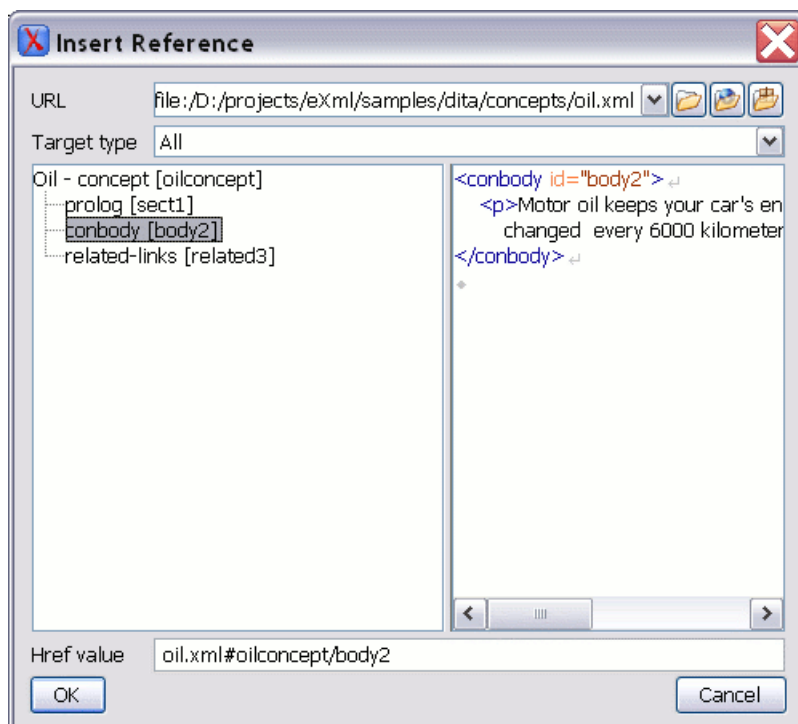 Insert Reference
URL file:/D:/projects/eXml/samples/dita/concepts/oil.xml
Target type All
Oil - concept [oilconcept]
prolog [sect1]
conbody [body2]
related-links [related3]
<conbody id="body2">
<p>Motor oil keeps your car's en
changed every 6000 kilometer
</conbody>
Href value oil.xml#oilconcept/body2
OK Cancel